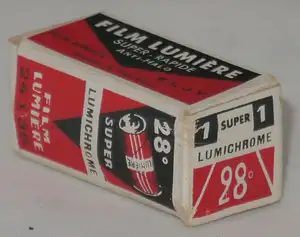 FILM LUMIÈRE
SUPER-RAPIDE
ANTI-HALO
FILM
LUMIÈRE
LUMICHROME
SUPER
28°
1 SUPER 1
LUMICHROME
28°